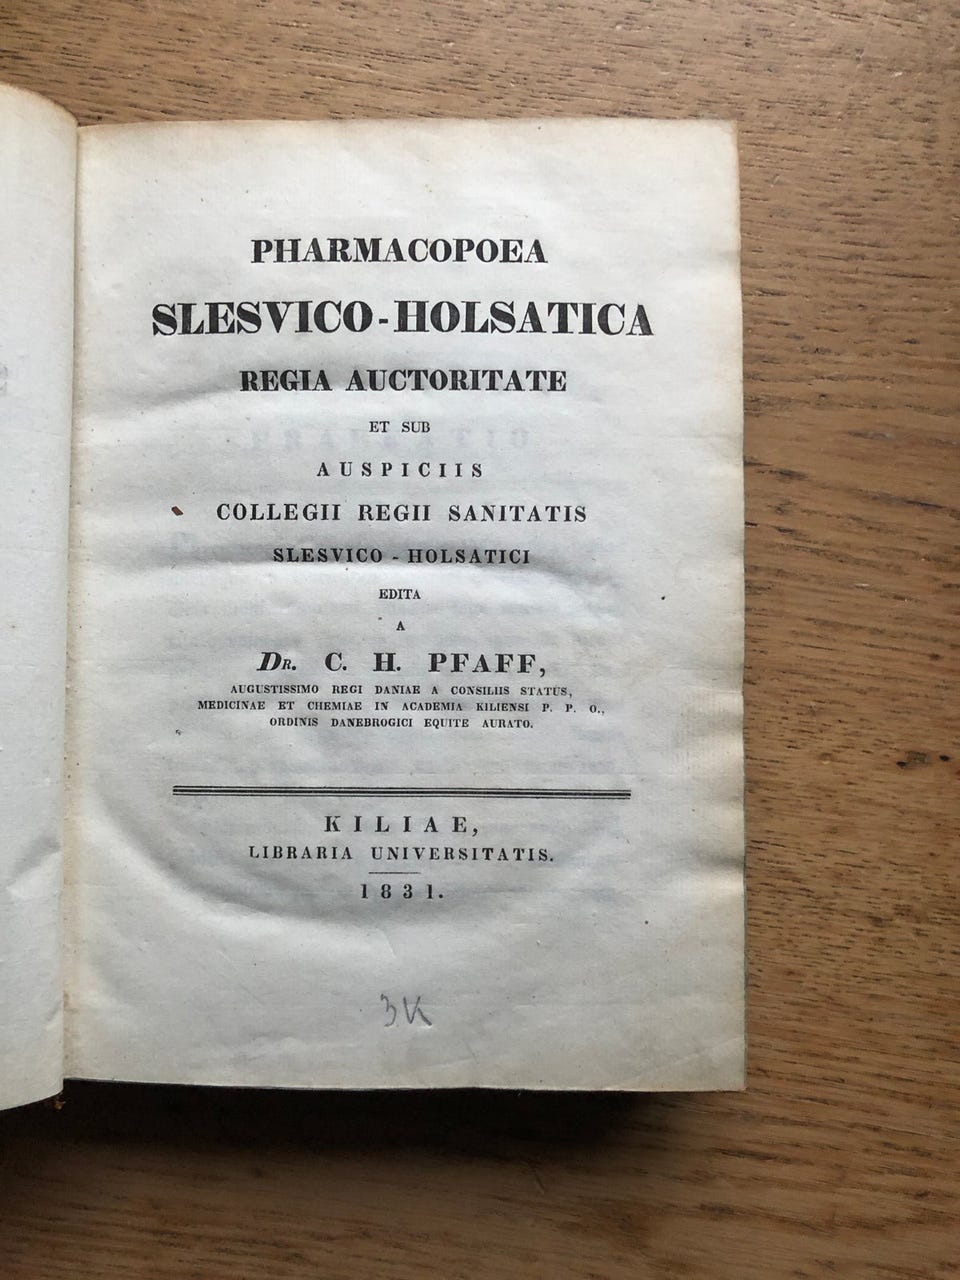 PHARMACOPOEA
SLESVICO-HOLSATICA
REGIA AUCTORITATE
ET SUB
AUSPICIIS
COLLEGII REGII SANITATIS
SLESVICO - HOLSATICI
EDITA
A
DR. C. H. PFAFF,
AUGUSTISSIMO REGI DANIAE A CONSILIIS STATUS,
MEDICINAE ET CHEMIAE IN ACADEMIA KILIENSI P. P. O.,
ORDINIS DANEBROGICI EQUITE AURATO.
KILIAE,
LIBRARIA UNIVERSITATIS.
1831.
3K